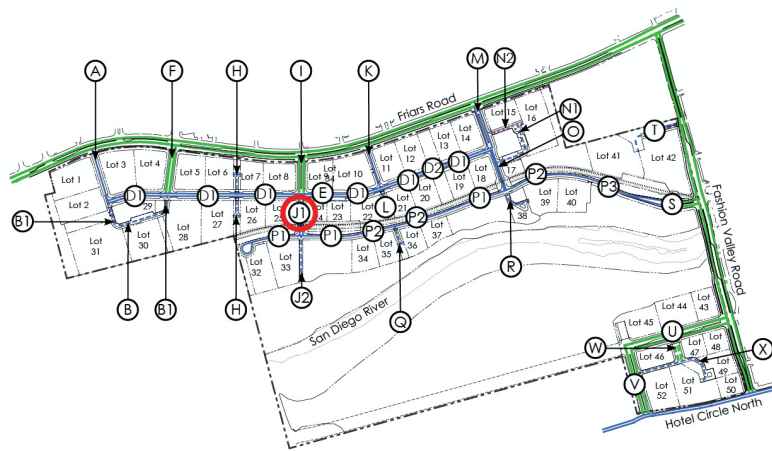 A
F
H
I
K
M
N2
Friars Road
N1
O
T
Lot 1
Lot 3
Lot 4
Lot 5
Lot 6
Lot 7
Lot 8
Lot 9
Lot 10
Lot 11
Lot 12
Lot 13
Lot 14
Lot 15
Lot 16
17
Lot 18
Lot 19
Lot 20
Lot 21
Lot 22
Lot 23
Lot 26
Lot 27
Lot 28
29
Lot 30
Lot 31
Lot 2
Lot 41
Lot 42
Lot 39
Lot 40
38
D1
D1
D1
E
D1
D1
D2
D1
L
J1
B1
B
B1
H
P1
P1
P2
P2
P1
P2
P3
S
Lot 32
Lot 33
Lot 34
Lot 35
Lot 36
Lot 37
J2
Q
R
San Diego River
Fashion Valley Road
Lot 45
Lot 44
Lot 43
U
W
Lot 46
Lot 47
Lot 48
X
V
Lot 52
Lot 51
Lot 49
Lot 50
Hotel Circle North